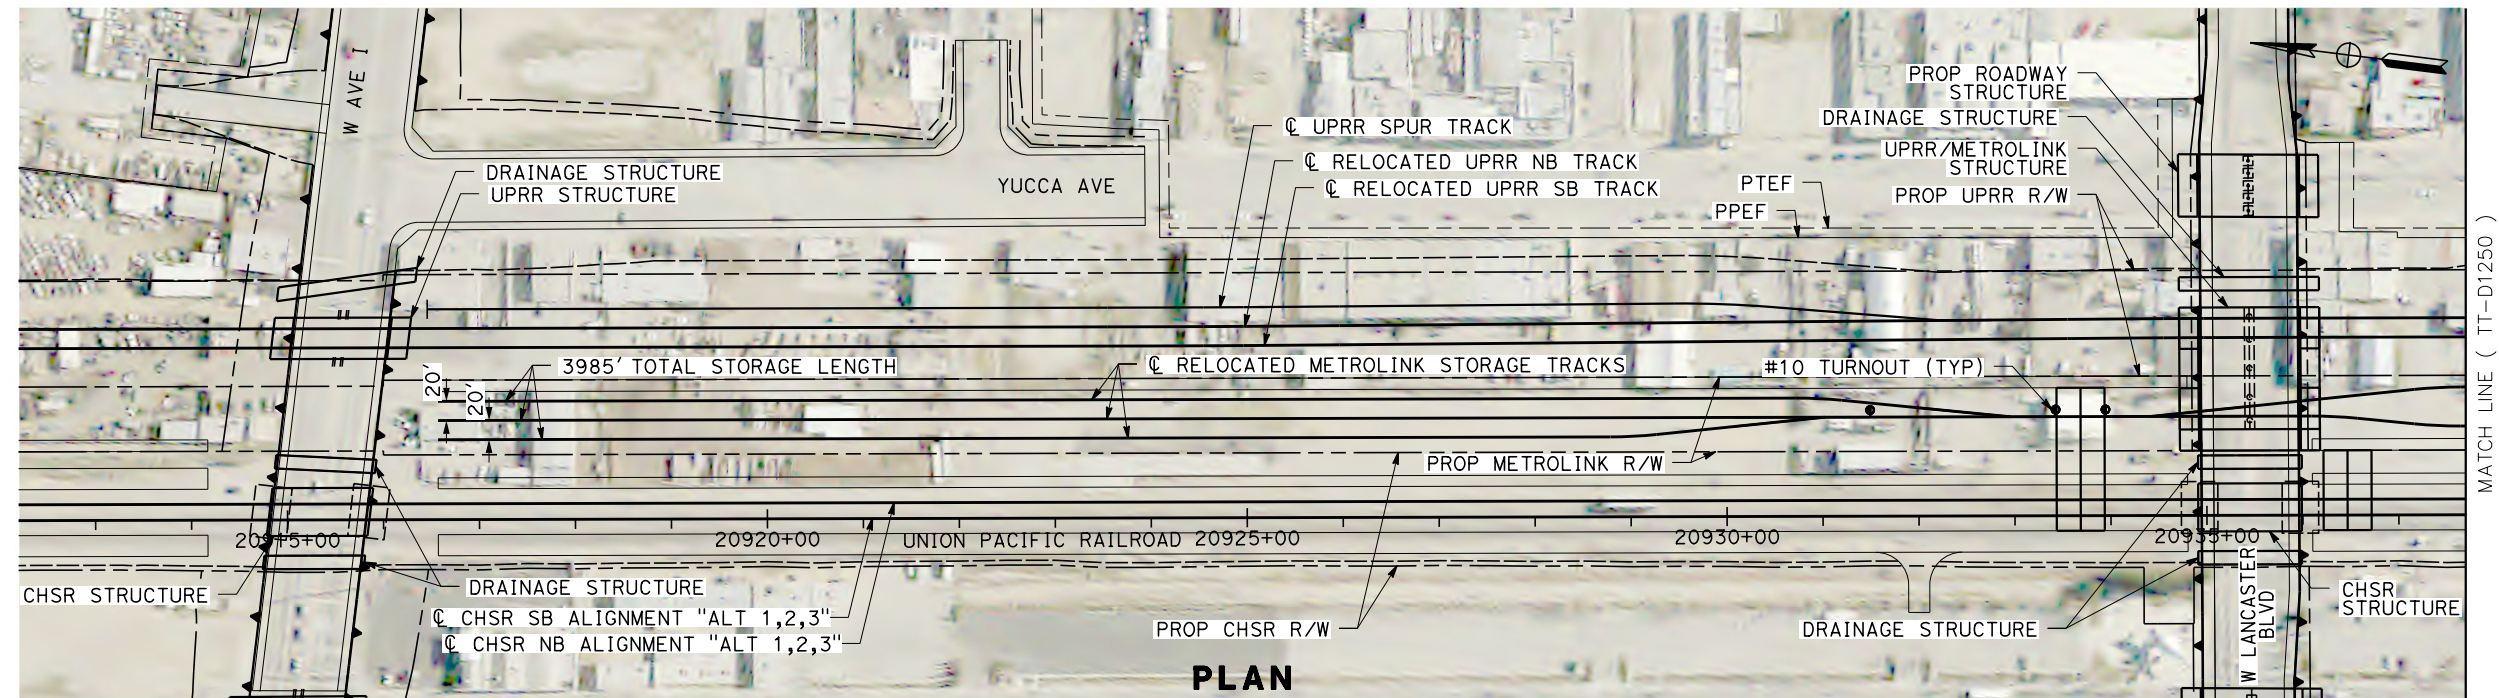 W AVE I
PROP ROADWAY
STRUCTURE
DRAINAGE STRUCTURE
UPRR/METROLINK
STRUCTURE
PROP UPRR R/W
℄ UPRR SPUR TRACK
℄ RELOCATED UPRR NB TRACK
℄ RELOCATED UPRR SB TRACK
PTEF
PPEF
DRAINAGE STRUCTURE
UPRR STRUCTURE
YUCCA AVE
MATCH LINE ( TT-D1250 )
20'
20'
3985' TOTAL STORAGE LENGTH
℄ RELOCATED METROLINK STORAGE TRACKS
#10 TURNOUT (TYP)
PROP METROLINK R/W
20915+00
20920+00
UNION PACIFIC RAILROAD
20925+00
20930+00
20935+00
CHSR STRUCTURE
DRAINAGE STRUCTURE
℄ CHSR SB ALIGNMENT "ALT 1,2,3"
℄ CHSR NB ALIGNMENT "ALT 1,2,3"
PROP CHSR R/W
DRAINAGE STRUCTURE
W LANCASTER
BLVD
CHSR
STRUCTURE
PLAN